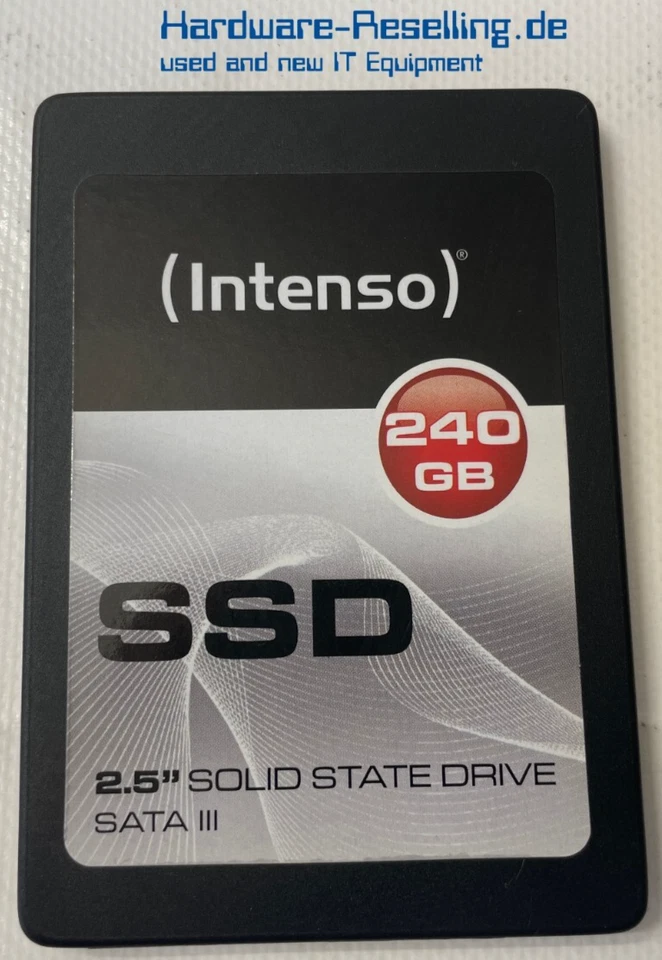 Hardware-Reselling.de
used and new IT Equipment
(Intenso)®
240
GB
SSD
2.5” SOLID STATE DRIVE
SATA III